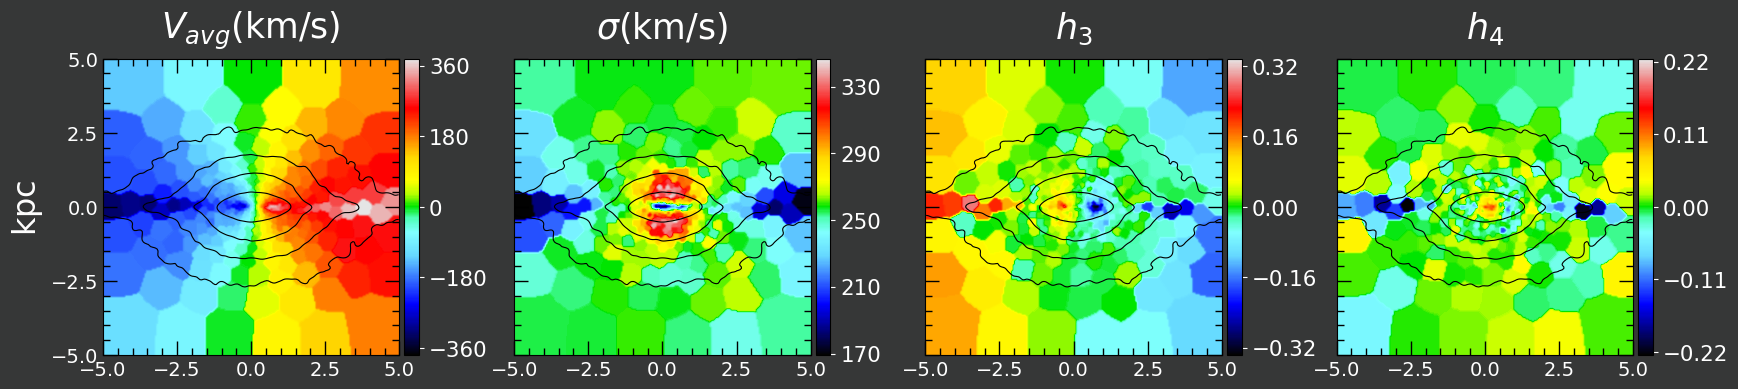 V_avg(km/s) σ(km/s) h_3 h_4
5.0 360 330 0.32 0.22
2.5 180 290 0.16 0.11
kpc 0.0 0 250 0.00 0.00
−2.5 −180 210 −0.16 −0.11
−5.0 −360 170 −0.32 −0.22
−5.0 −2.5 0.0 2.5 5.0 −5.0 −2.5 0.0 2.5 5.0 −5.0 −2.5 0.0 2.5 5.0 −5.0 −2.5 0.0 2.5 5.0